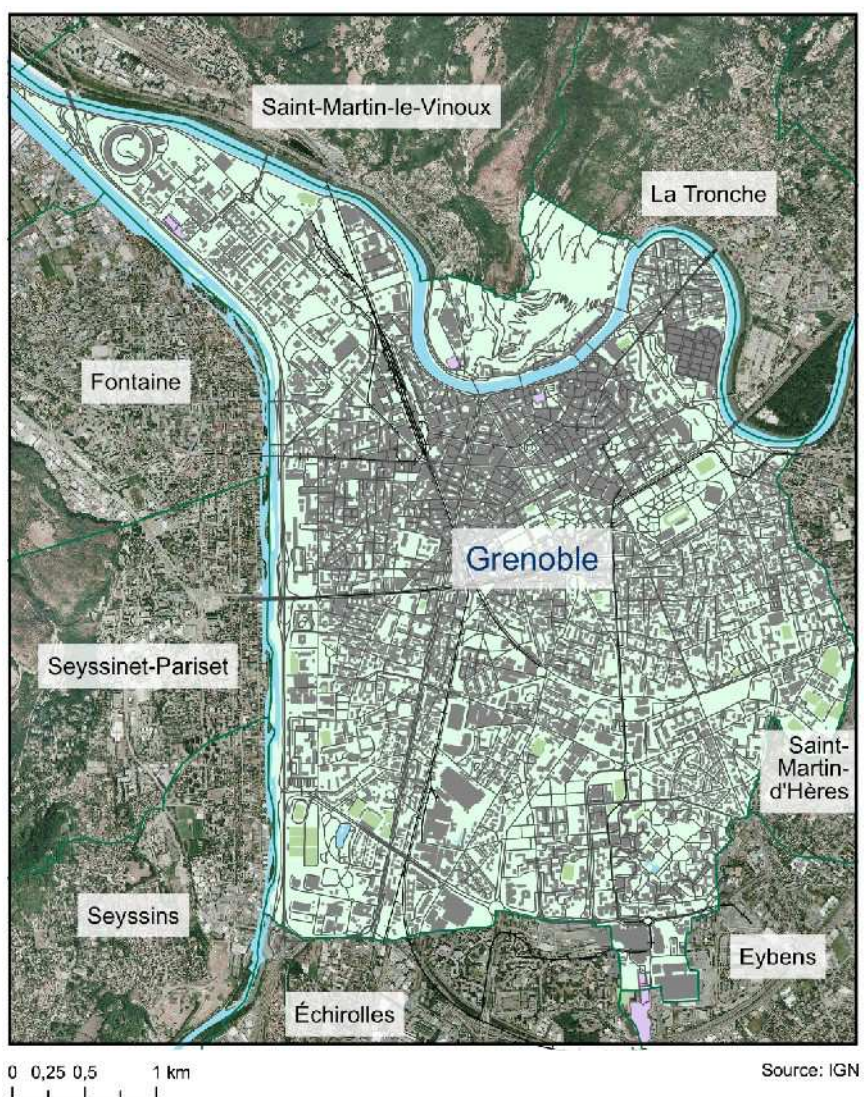 Saint-Martin-le-Vinoux
La Tronche
Fontaine
Grenoble
Seyssinet-Pariset
Saint-
Martin-
d'Hères
Seyssins
Eybens
Échirolles
0 0,25 0,5 1 km
Source: IGN